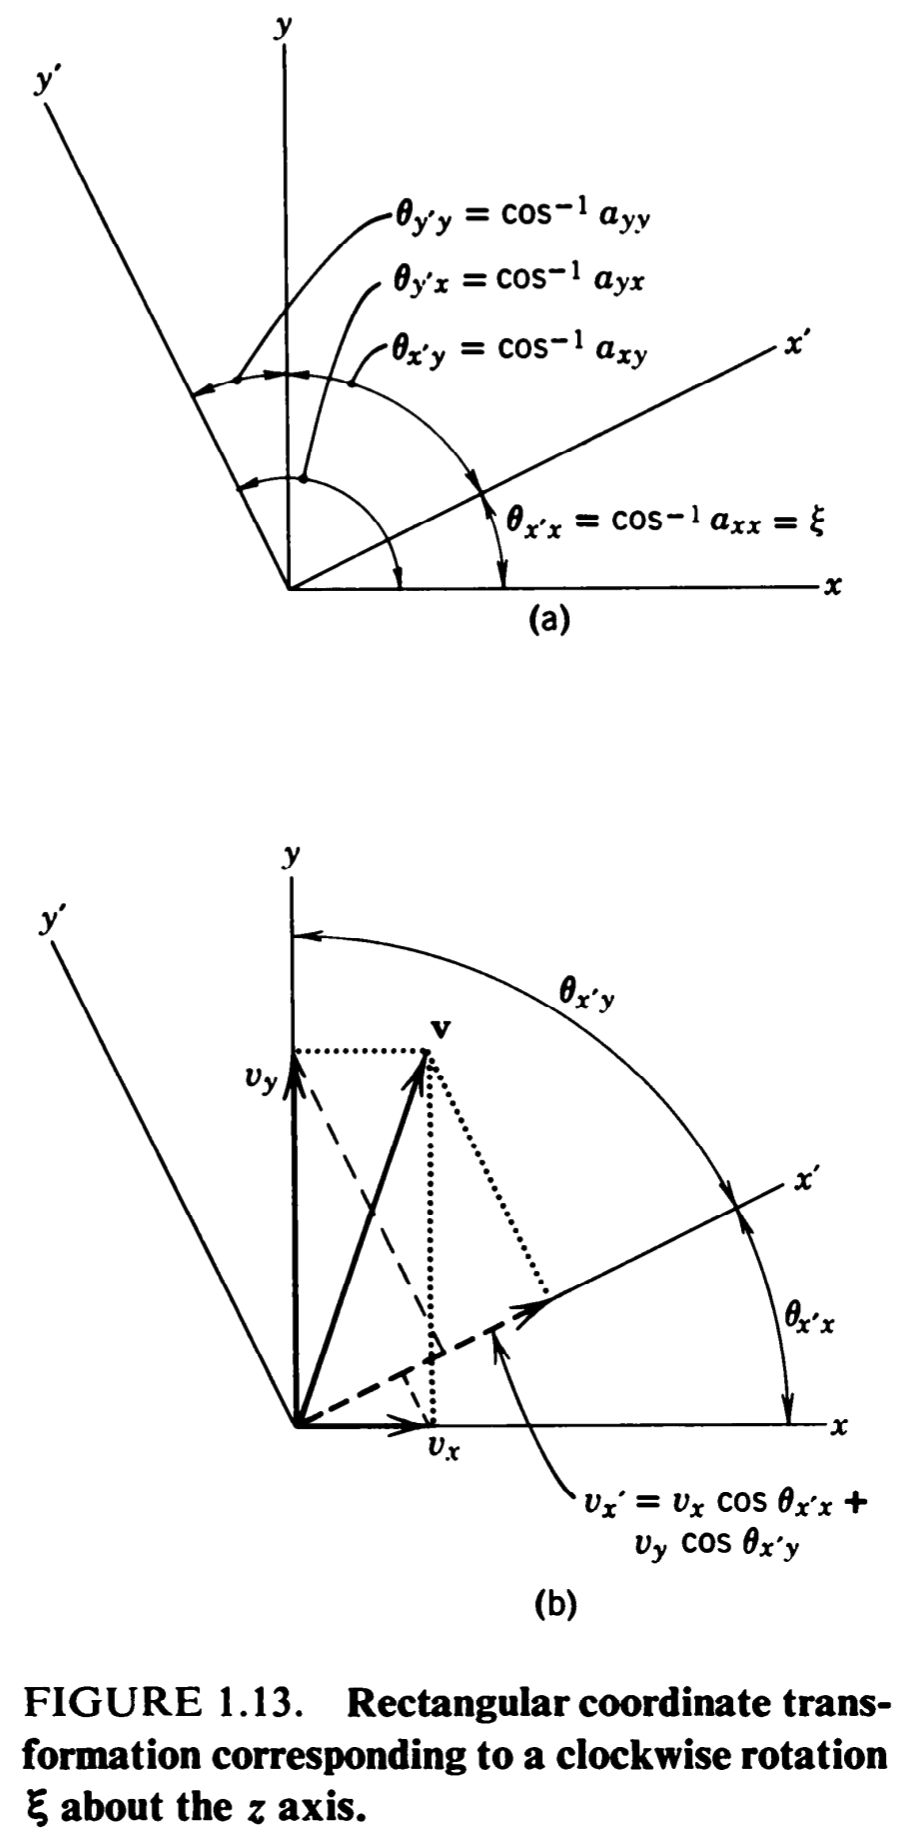 y
y′
θy′y = cos−1 ayy
θy′x = cos−1 ayx
θx′y = cos−1 axy
x′
θx′x = cos−1 axx = ξ
x
(a)
y
y′
θx′y
v
vy
x′
θx′x
x
vx
vx′ = vx cos θx′x +
vy cos θx′y
(b)
FIGURE 1.13. Rectangular coordinate trans-
formation corresponding to a clockwise rotation
ξ about the z axis.